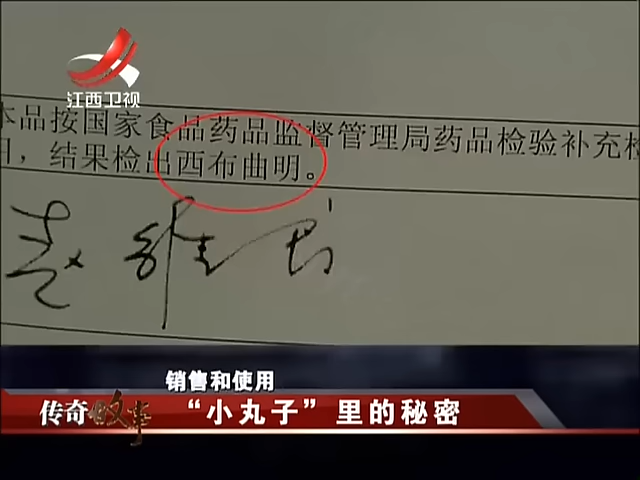 江西卫视
本品按国家食品药品监督管理局药品检验补充检
结果检出西布曲明。
销售和使用
传奇故事
“小丸子”里的秘密